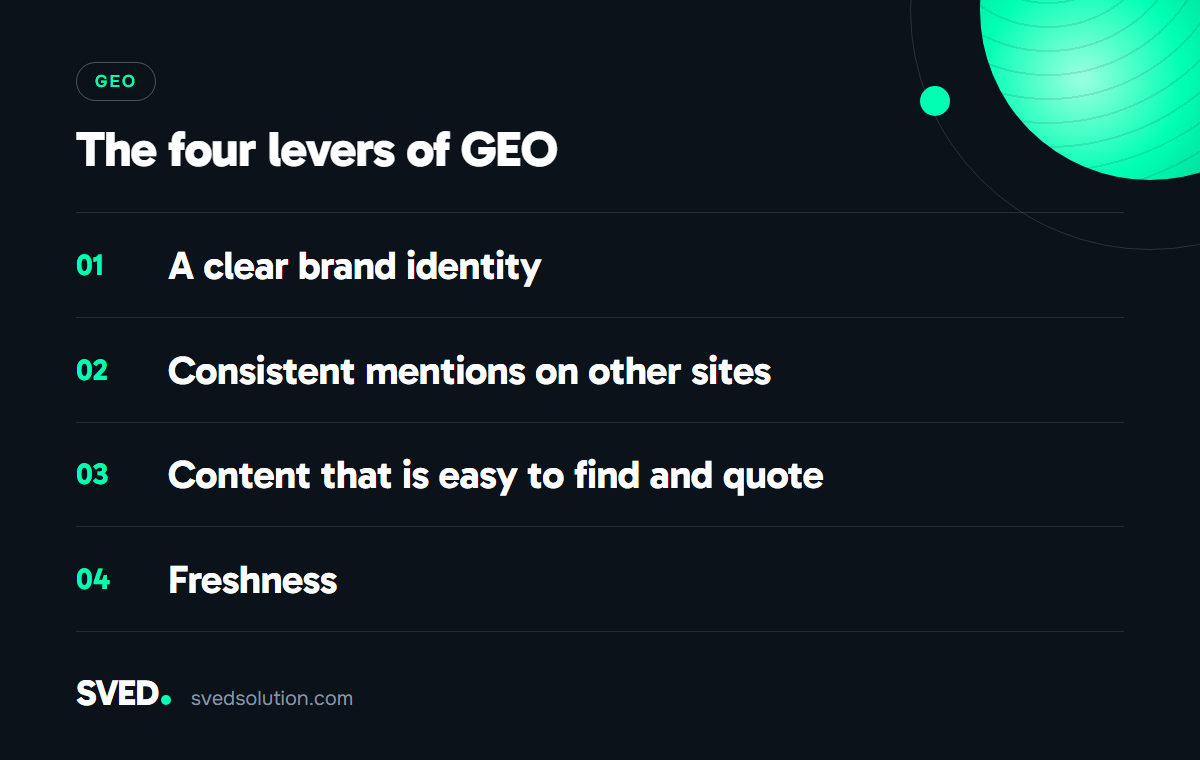 GEO
The four levers of GEO
01 A clear brand identity
02 Consistent mentions on other sites
03 Content that is easy to find and quote
04 Freshness
SVED. svedsolution.com